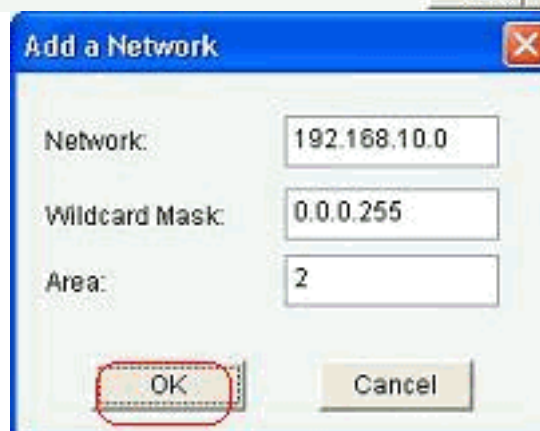 Add a Network
Network: 192.168.10.0
Wildcard Mask: 0.0.0.255
Area: 2
OK Cancel